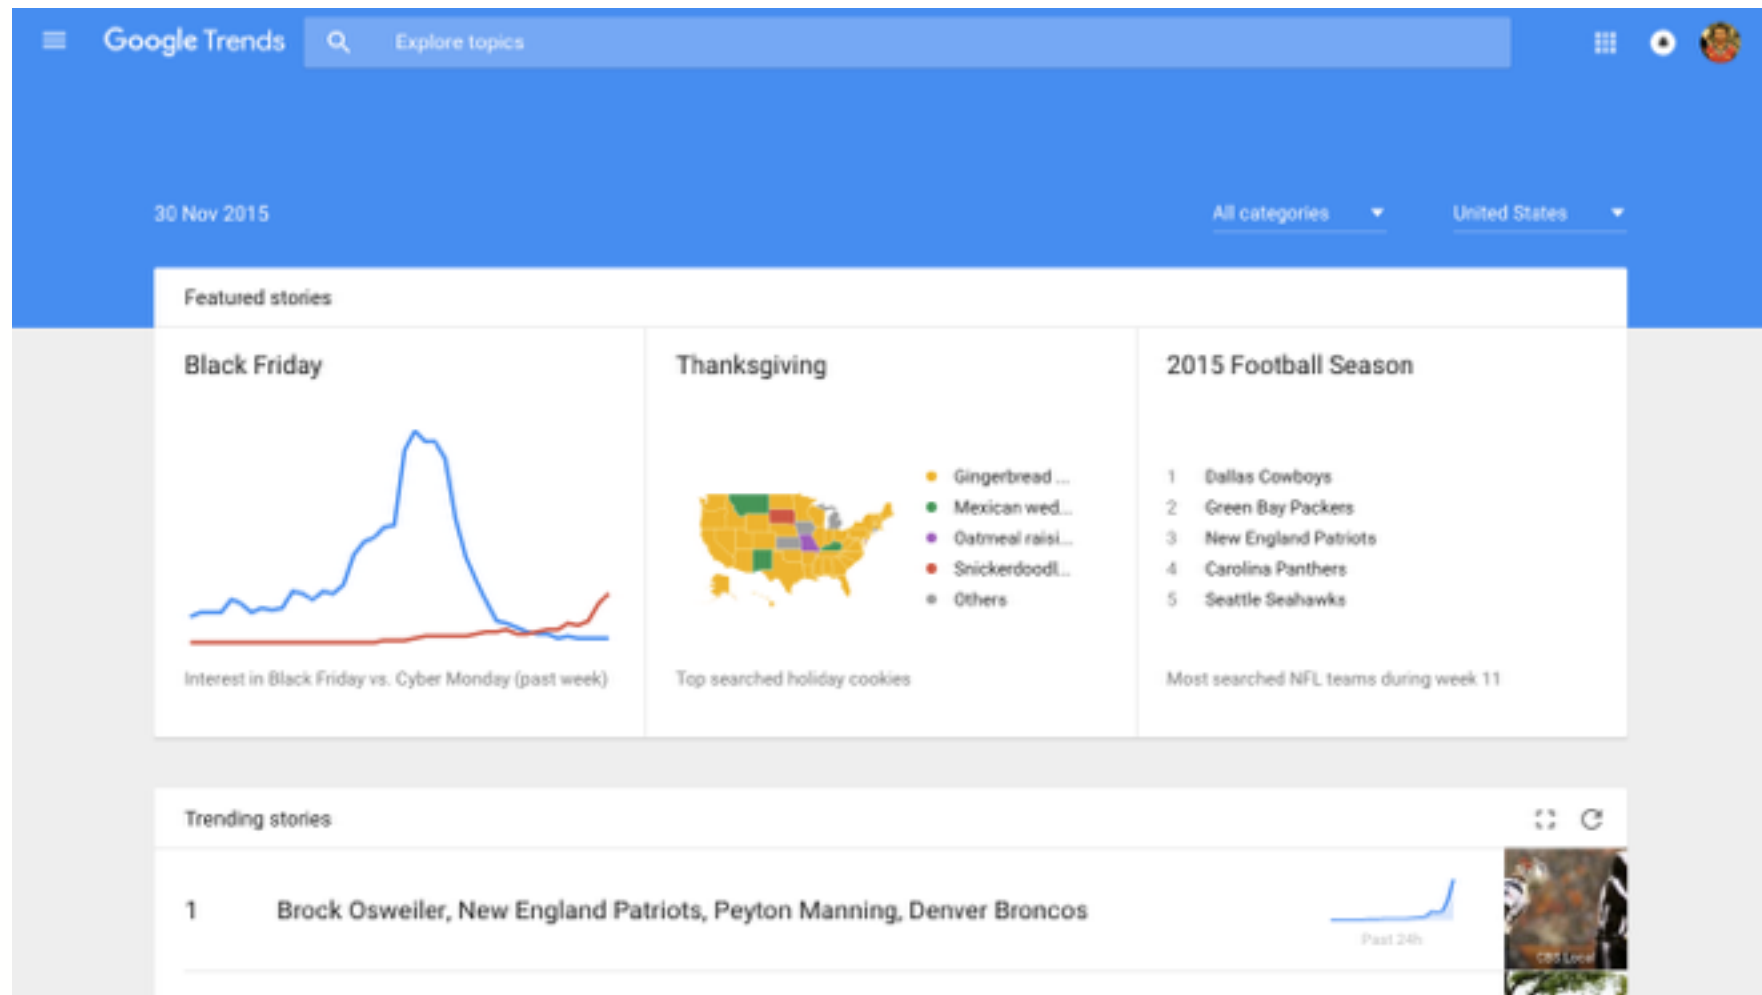 Google Trends
Explore topics
30 Nov 2015
All categories
United States
Featured stories
Black Friday
Interest in Black Friday vs. Cyber Monday (past week)
Thanksgiving
Gingerbread ...
Mexican wed...
Oatmeal raisi...
Snickerdoodl...
Others
Top searched holiday cookies
2015 Football Season
1 Dallas Cowboys
2 Green Bay Packers
3 New England Patriots
4 Carolina Panthers
5 Seattle Seahawks
Most searched NFL teams during week 11
Trending stories
1 Brock Osweiler, New England Patriots, Peyton Manning, Denver Broncos
Past 24h
CBS Local